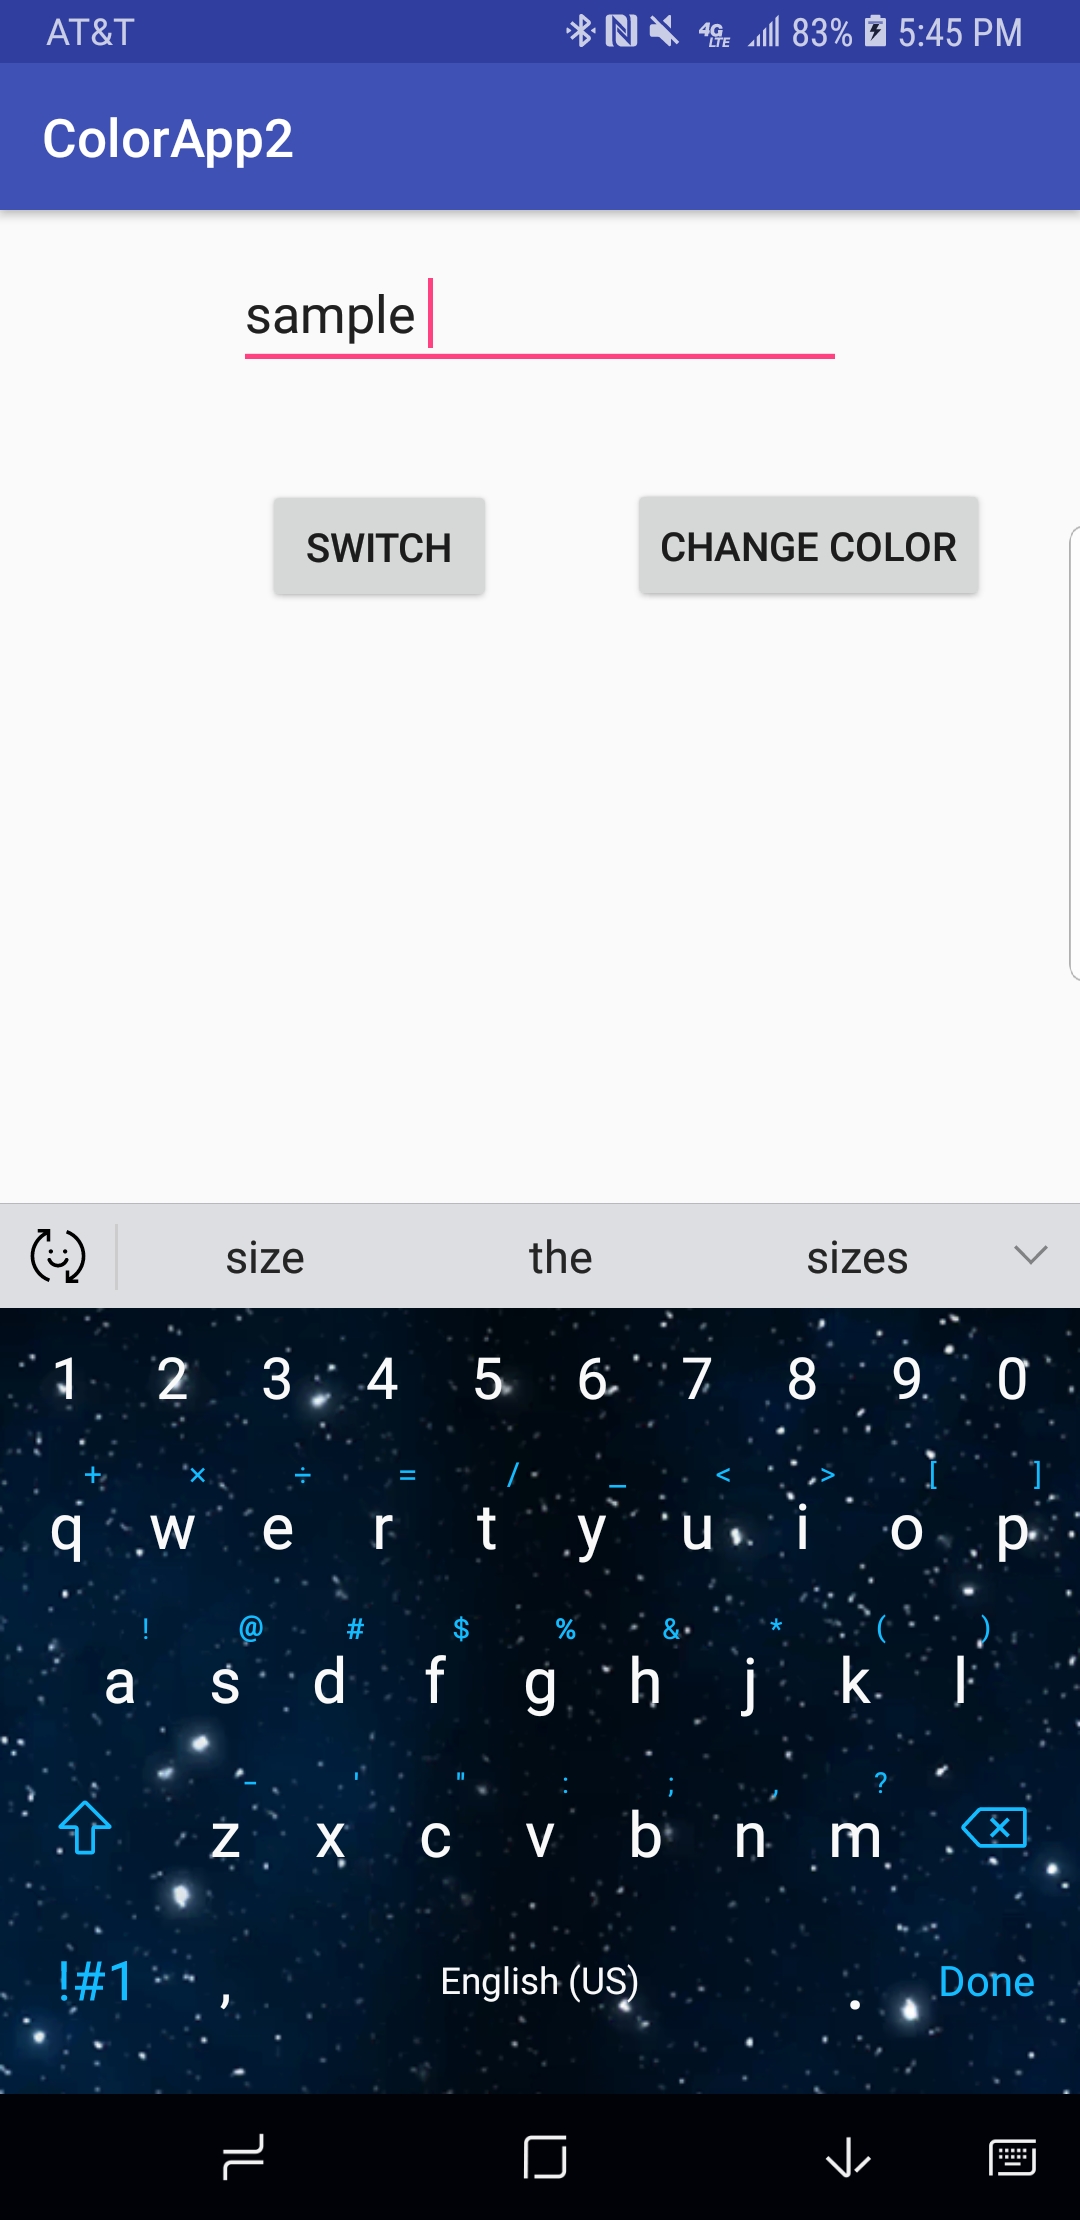 AT&T 4G LTE 83% 5:45 PM
ColorApp2
sample
SWITCH CHANGE COLOR
size the sizes
1 2 3 4 5 6 7 8 9 0
+ × ÷ = / _ < > [ ]
q w e r t y u i o p
! @ # $ % & * ( )
a s d f g h j k l
- ' " : ; , ?
z x c v b n m
!#1 , English (US) . Done